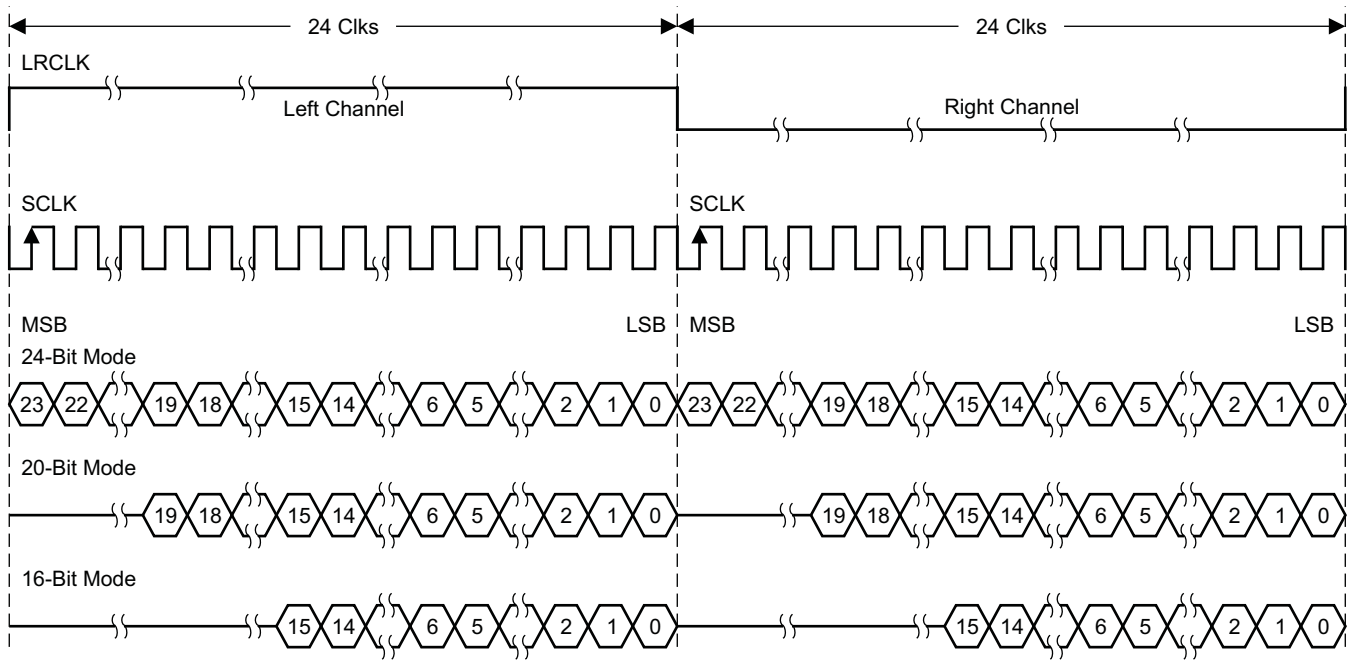 24 Clks 24 Clks
LRCLK
Left Channel Right Channel
SCLK SCLK
MSB LSB MSB LSB
24-Bit Mode
23 22 19 18 15 14 6 5 2 1 0 23 22 19 18 15 14 6 5 2 1 0
20-Bit Mode
19 18 15 14 6 5 2 1 0 19 18 15 14 6 5 2 1 0
16-Bit Mode
15 14 6 5 2 1 0 15 14 6 5 2 1 0